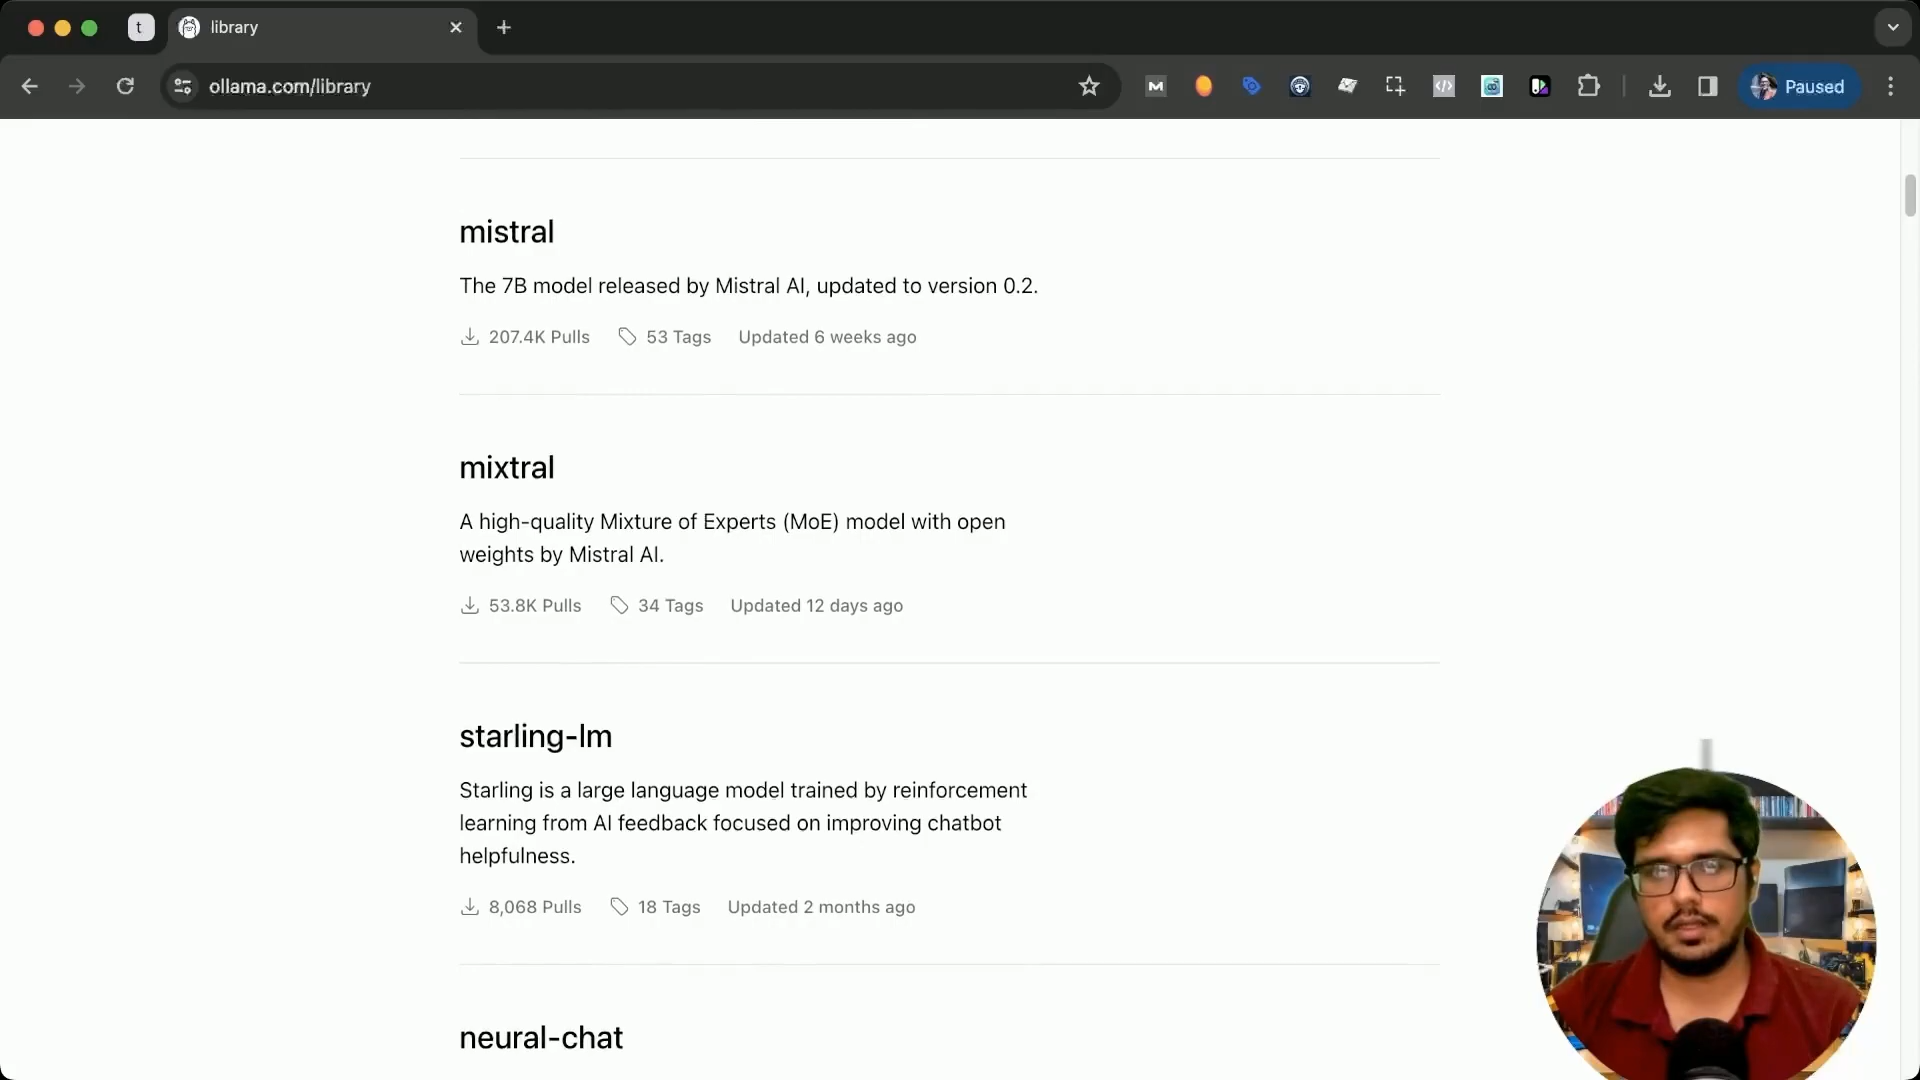 t.
library
ollama.com/library
Paused
mistral
The 7B model released by Mistral AI, updated to version 0.2.
207.4K Pulls 53 Tags Updated 6 weeks ago
mixtral
A high-quality Mixture of Experts (MoE) model with open
weights by Mistral AI.
53.8K Pulls 34 Tags Updated 12 days ago
starling-lm
Starling is a large language model trained by reinforcement
learning from AI feedback focused on improving chatbot
helpfulness.
8,068 Pulls 18 Tags Updated 2 months ago
neural-chat